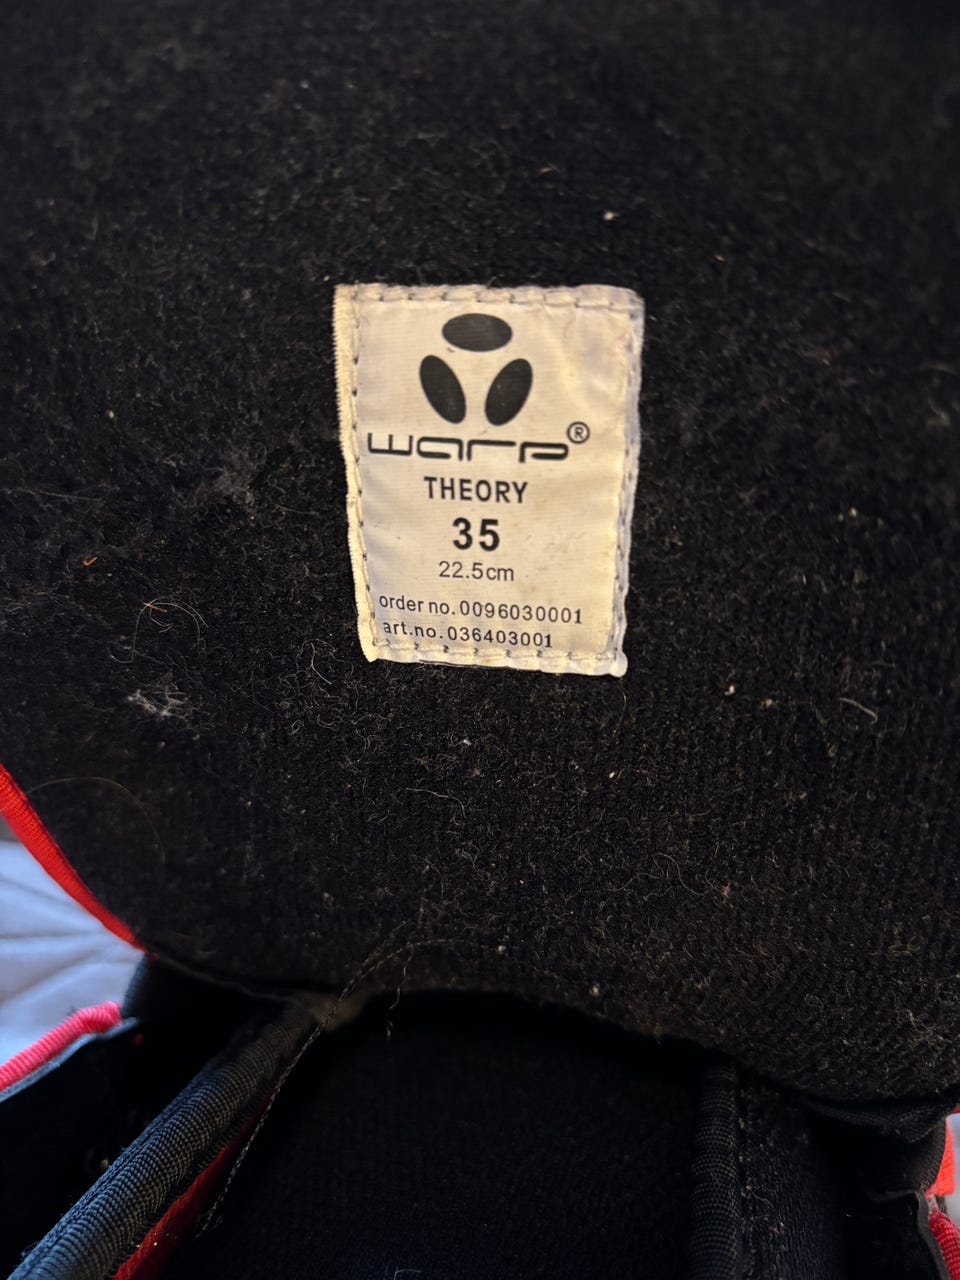 warp®
THEORY
35
22.5cm
order no. 0096030001
art.no. 036403001